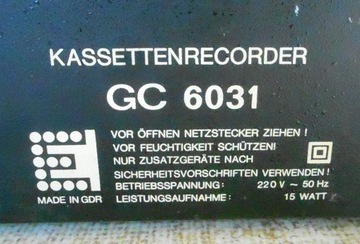 KASSETTENRECORDER
GC 6031
VOR ÖFFNEN NETZSTECKER ZIEHEN !
VOR FEUCHTIGKEIT SCHÜTZEN!
NUR ZUSATZGERÄTE NACH
SICHERHEITSVORSCHRIFTEN VERWENDEN !
BETRIEBSSPANNUNG: 220 V ~ 50 Hz
LEISTUNGSAUFNAHME: 15 WATT
MADE IN GDR